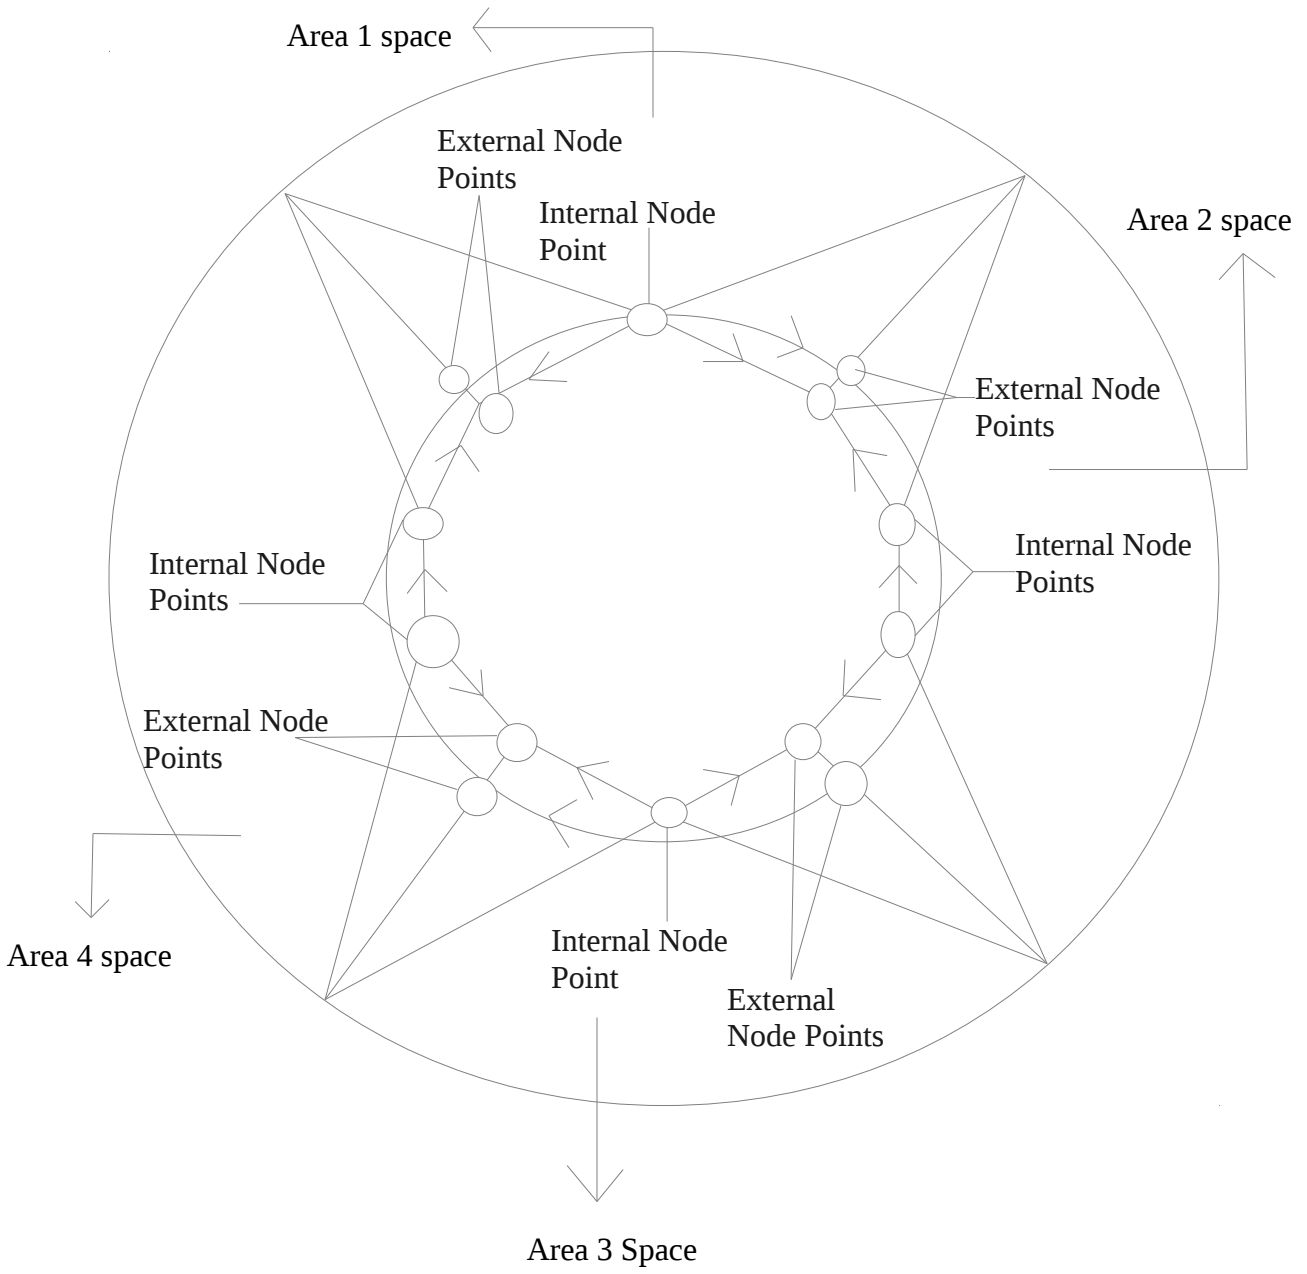 Area 1 space
External Node
Points
Internal Node
Point
Area 2 space
External Node
Points
Internal Node
Points
Internal Node
Points
External Node
Points
Area 4 space
Internal Node
Point
External
Node Points
Area 3 Space